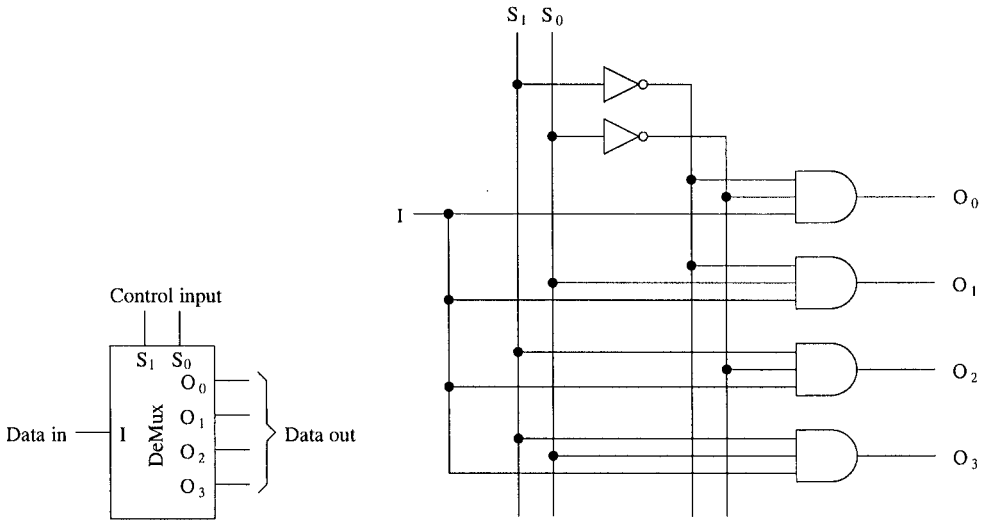 S₁ S₀
I
O₀
O₁
O₂
O₃
Control input
S₁ S₀
O₀
O₁
O₂
O₃
Data in
I
DeMux
Data out